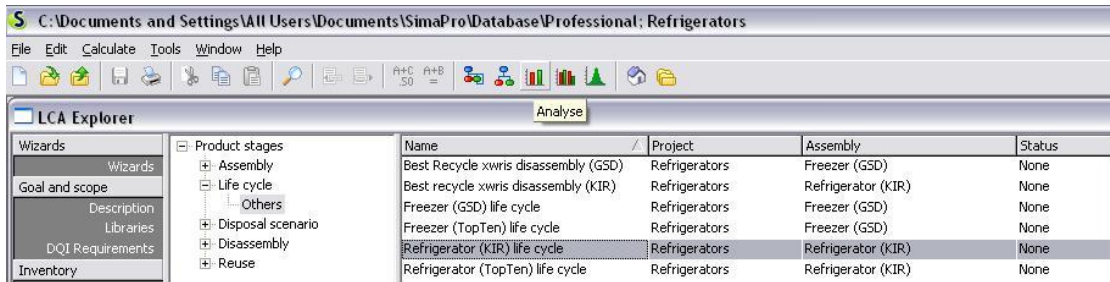 S C:\Documents and Settings\All Users\Documents\SimaPro\Database\Professional; Refrigerators
File Edit Calculate Tools Window Help
A+C .50 A+B =
Analyse
LCA Explorer
Wizards
Wizards
Goal and scope
Description
Libraries
DQI Requirements
Inventory
Product stages
Assembly
Life cycle
Others
Disposal scenario
Disassembly
Reuse
Name Project Assembly Status
Best Recycle xwris disassembly (GSD) Refrigerators Freezer (GSD) None
Best recycle xwris disassembly (KIR) Refrigerators Refrigerator (KIR) None
Freezer (GSD) life cycle Refrigerators Freezer (GSD) None
Freezer (TopTen) life cycle Refrigerators Freezer (GSD) None
Refrigerator (KIR) life cycle Refrigerators Refrigerator (KIR) None
Refrigerator (TopTen) life cycle Refrigerators Refrigerator (KIR) None